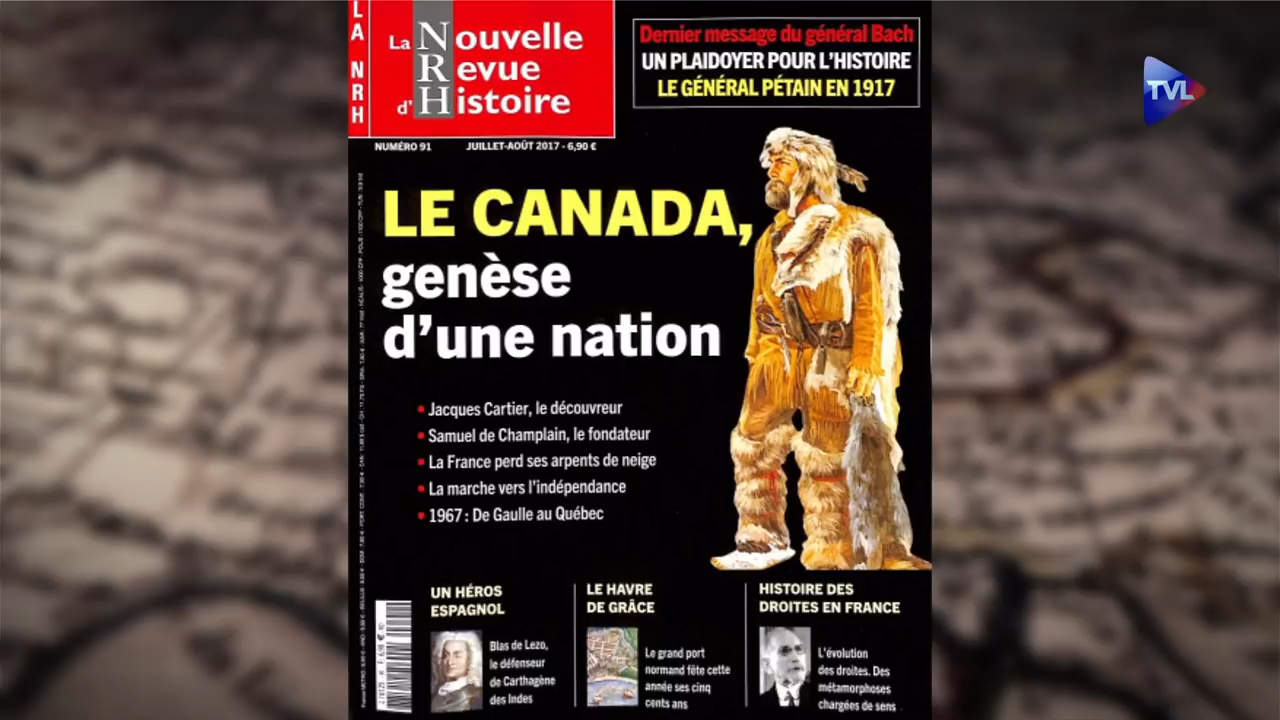 LA NRH
La Nouvelle
Revue
d'Histoire
Dernier message du général Bach
UN PLAIDOYER POUR L'HISTOIRE
LE GÉNÉRAL PÉTAIN EN 1917
TVL
NUMÉRO 91 JUILLET-AOÛT 2017 - 6,90 €
LE CANADA,
genèse
d'une nation
• Jacques Cartier, le découvreur
• Samuel de Champlain, le fondateur
• La France perd ses arpents de neige
• La marche vers l'indépendance
• 1967 : De Gaulle au Québec
UN HÉROS
ESPAGNOL
Blas de Lezo,
le défenseur
de Carthagène
des Indes
LE HAVRE
DE GRÂCE
Le grand port
normand fête cette
année ses cinq
cents ans
HISTOIRE DES
DROITES EN FRANCE
L'évolution
des droites. Des
métamorphoses
chargées de sens